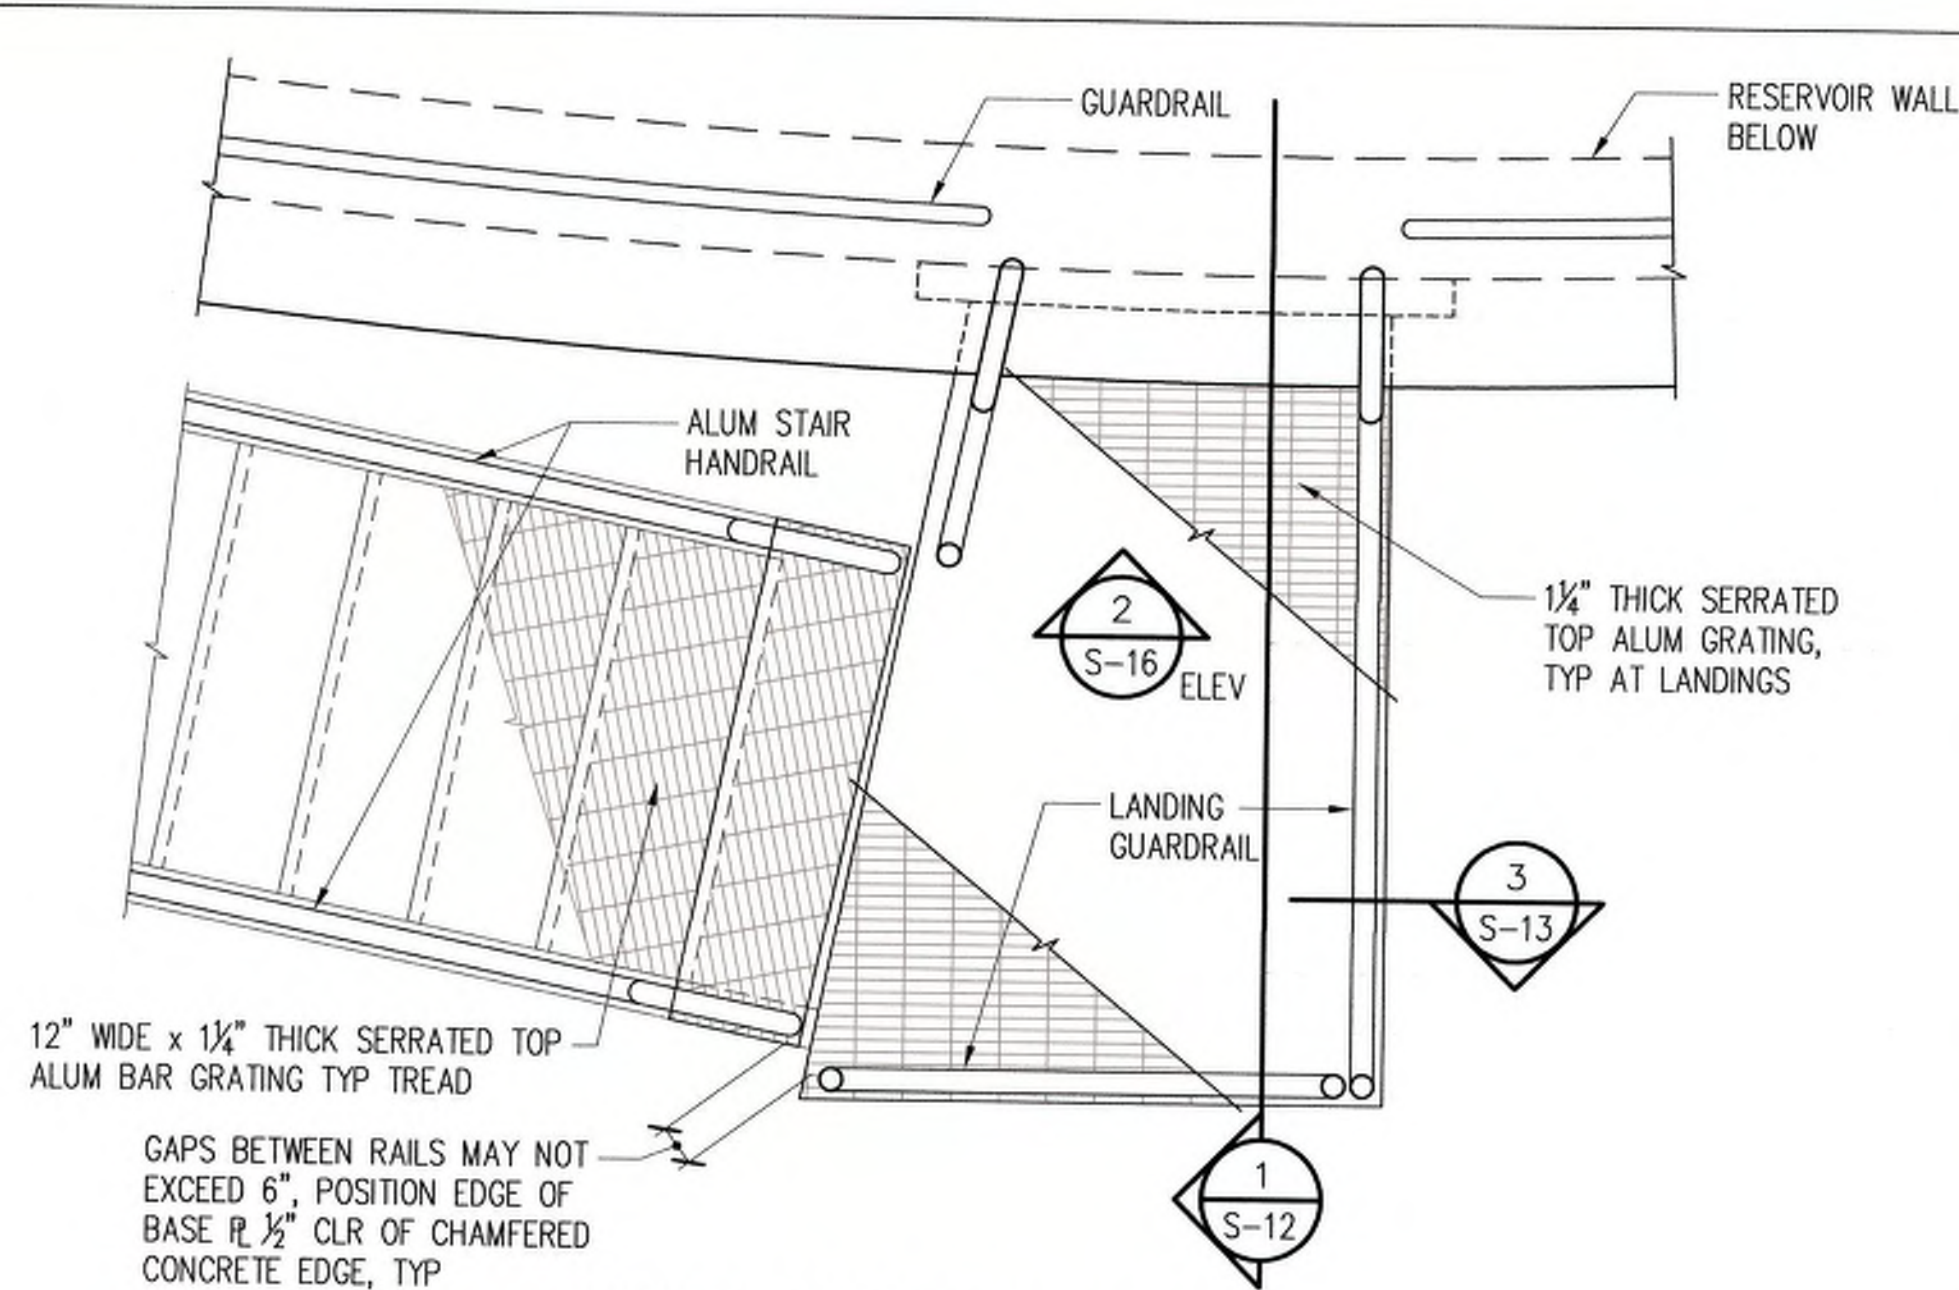 GUARDRAIL
RESERVOIR WALL
BELOW
ALUM STAIR
HANDRAIL
2
S-16
ELEV
1¼" THICK SERRATED
TOP ALUM GRATING,
TYP AT LANDINGS
LANDING
GUARDRAIL
3
S-13
12" WIDE x 1¼" THICK SERRATED TOP
ALUM BAR GRATING TYP TREAD
GAPS BETWEEN RAILS MAY NOT
EXCEED 6", POSITION EDGE OF
BASE ℄ ½" CLR OF CHAMFERED
CONCRETE EDGE, TYP
1
S-12